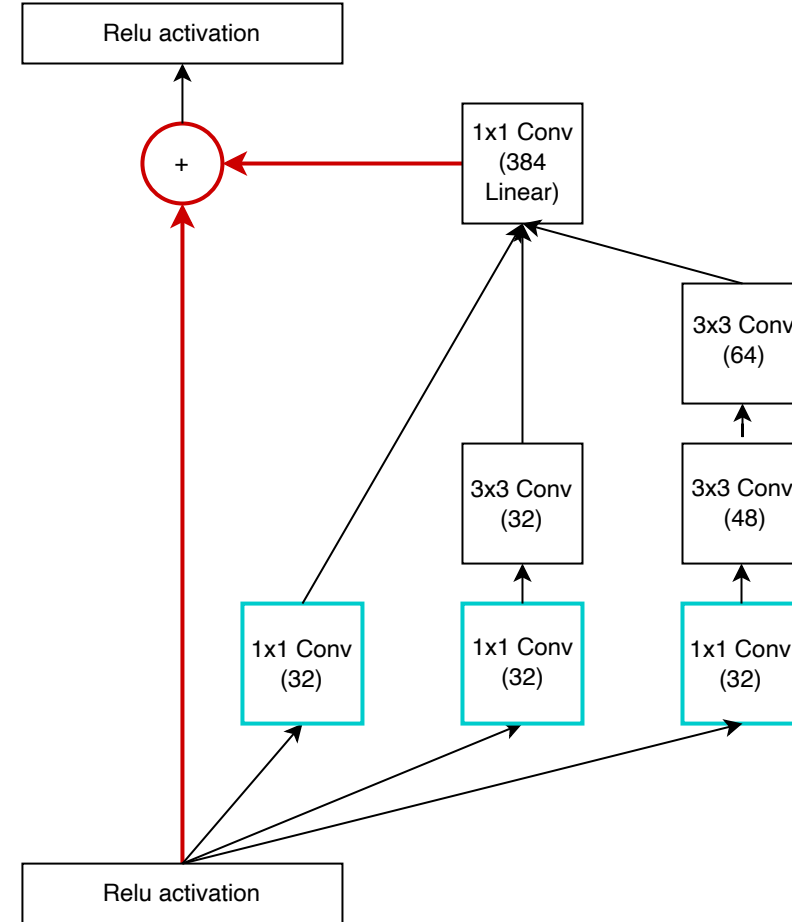 Relu activation
+
1x1 Conv
(384
Linear)
3x3 Conv
(64)
3x3 Conv
(32)
3x3 Conv
(48)
1x1 Conv
(32)
1x1 Conv
(32)
1x1 Conv
(32)
Relu activation